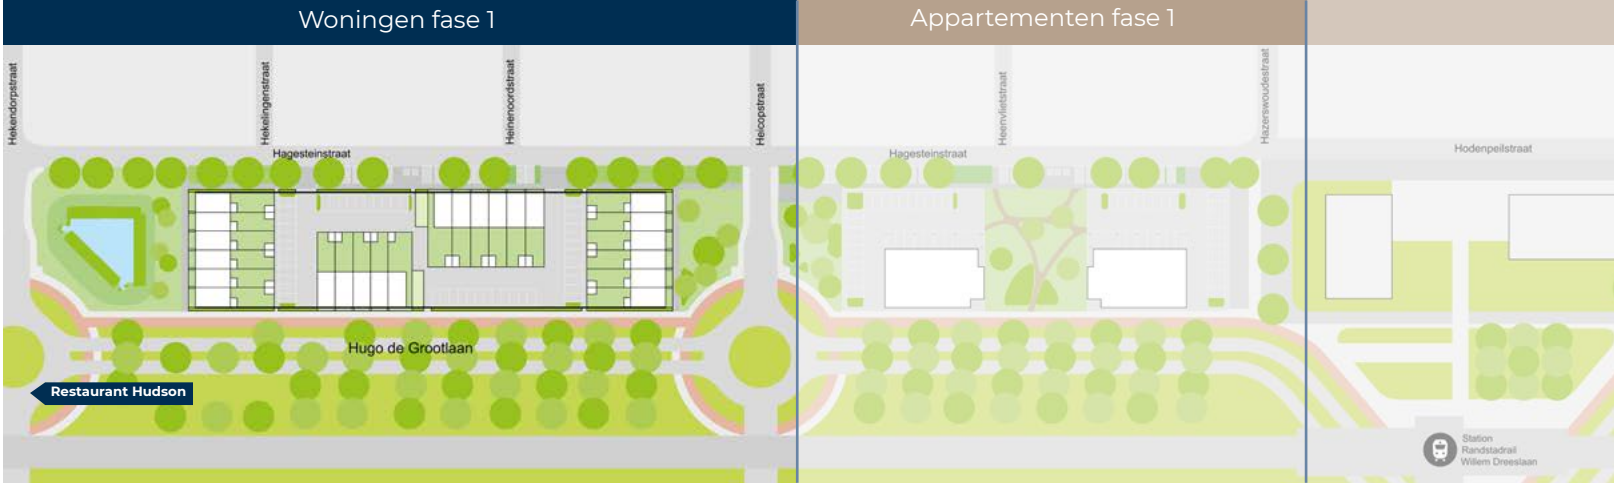 Woningen fase 1
Appartementen fase 1
Hekendorpstraat
Hekelingenstraat
Heinenoordstraat
Heicopstraat
Heenvlietstraat
Hazerswoudestraat
Hagesteinstraat
Hagesteinstraat
Hodenpeilstraat
Hugo de Grootlaan
Restaurant Hudson
Station
Randstadrail
Willem Dreeslaan